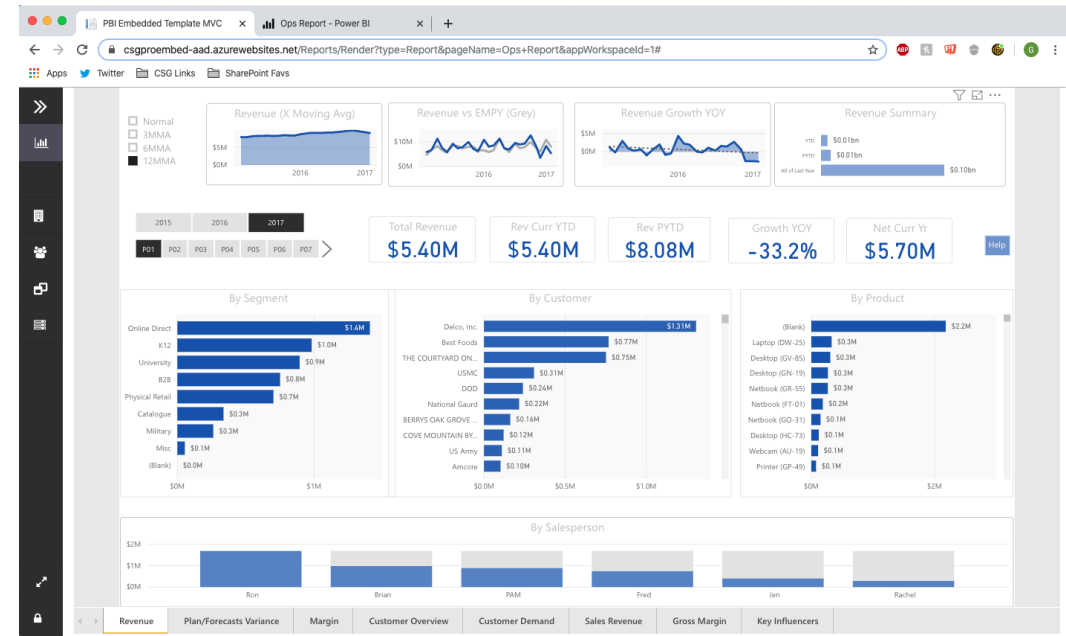 PBI Embedded Template MVC
Ops Report - Power BI
csgproembed-aad.azurewebsites.net/Reports/Render?type=Report&pageName=Ops+Report&appWorkspaceId=1#
ABP
G
Apps Twitter CSG Links SharePoint Favs
Normal
3MMA
6MMA
12MMA
Revenue (X Moving Avg)
$5M
$0M
2016 2017
Revenue vs EMPY (Grey)
$10M
$0M
2016 2017
Revenue Growth YOY
$5M
$0M
2016 2017
Revenue Summary
YTD $0.01bn
PYTD $0.01bn
All of Last Year $0.10bn
2015 2016 2017
P01 P02 P03 P04 P05 P06 P07
Total Revenue
$5.40M
Rev Curr YTD
$5.40M
Rev PYTD
$8.08M
Growth YOY
-33.2%
Net Curr Yr
$5.70M
Help
By Segment
Online Direct $1.4M
K12 $1.0M
University $0.9M
B2B $0.8M
Physical Retail $0.7M
Catalogue $0.3M
Military $0.3M
Misc $0.1M
(Blank) $0.0M
$0M $1M
By Customer
Delco, Inc. $1.31M
Best Foods $0.77M
THE COURTYARD ON... $0.75M
USMC $0.31M
DOD $0.24M
National Gaurd $0.22M
BERRYS OAK GROVE ... $0.16M
COVE MOUNTAIN BY... $0.12M
US Army $0.11M
Amcore $0.10M
$0.0M $0.5M $1.0M
By Product
(Blank) $2.2M
Laptop (DW-25) $0.3M
Desktop (GV-85) $0.3M
Desktop (GN-19) $0.3M
Netbook (GR-55) $0.3M
Netbook (FT-01) $0.2M
Netbook (GO-31) $0.1M
Desktop (HC-73) $0.1M
Webcam (AU-19) $0.1M
Printer (GP-49) $0.1M
$0M $2M
By Salesperson
$2M
$1M
$0M
Ron Brian PAM Fred Jen Rachel
Revenue Plan/Forecasts Variance Margin Customer Overview Customer Demand Sales Revenue Gross Margin Key Influencers